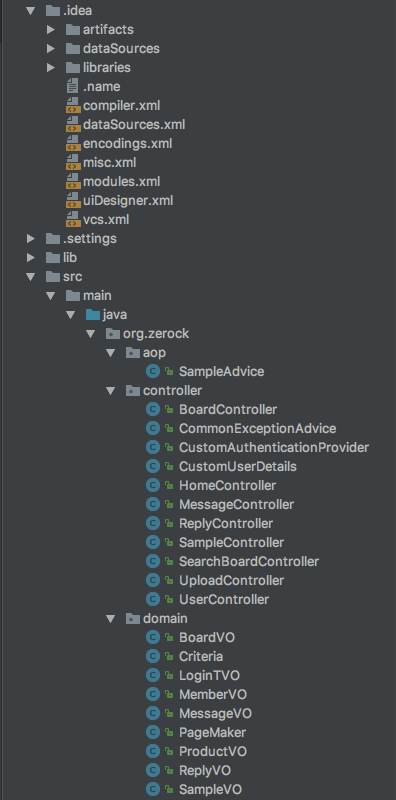 .idea
artifacts
dataSources
libraries
.name
compiler.xml
dataSources.xml
encodings.xml
misc.xml
modules.xml
uiDesigner.xml
vcs.xml
.settings
lib
src
main
java
org.zerock
aop
SampleAdvice
controller
BoardController
CommonExceptionAdvice
CustomAuthenticationProvider
CustomUserDetails
HomeController
MessageController
ReplyController
SampleController
SearchBoardController
UploadController
UserController
domain
BoardVO
Criteria
LoginTVO
MemberVO
MessageVO
PageMaker
ProductVO
ReplyVO
SampleVO